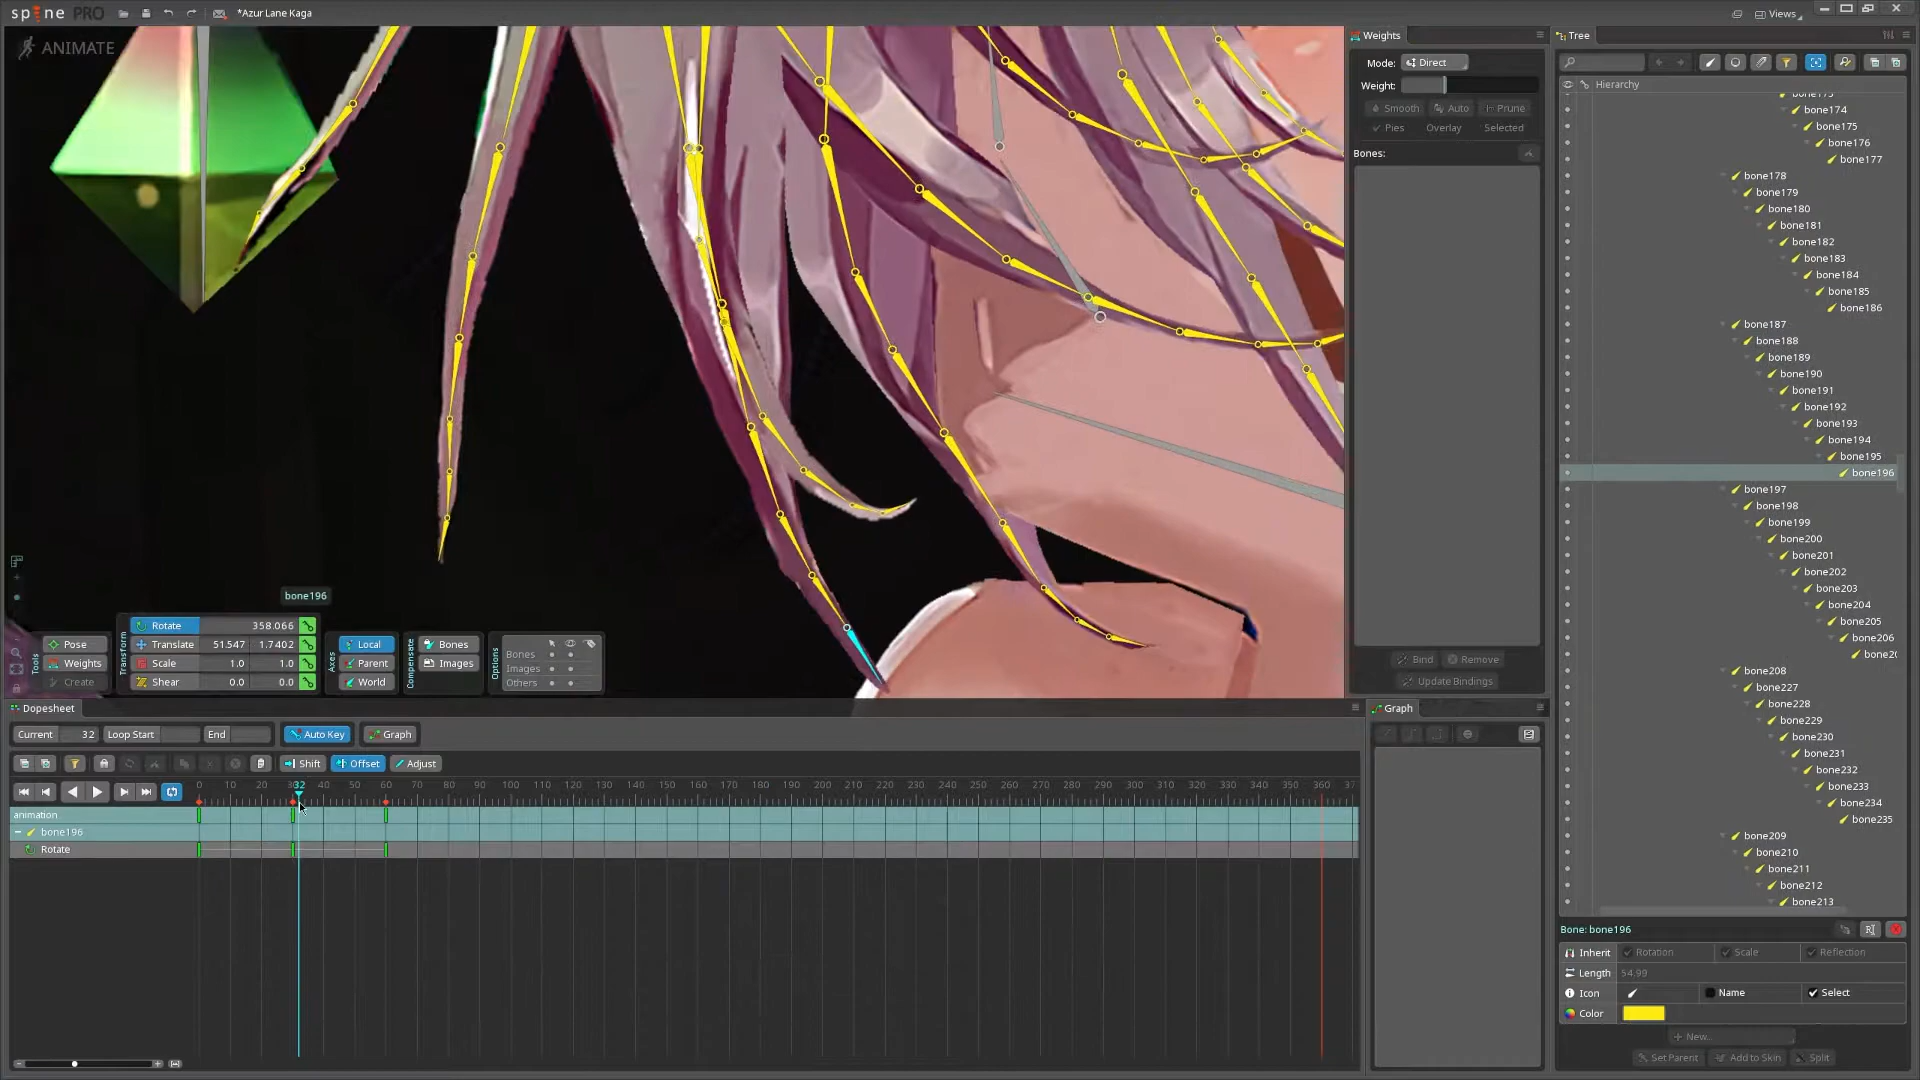 spine PRO
*Azur Lane Kaga
Views
ANIMATE
bone196
Tools
Pose
Weights
Create
Transform
Rotate 358.066
Translate 51.547 1.7402
Scale 1.0 1.0
Shear 0.0 0.0
Axes
Local
Parent
World
Compensate
Bones
Images
Options
Bones
Images
Others
Weights
Mode: Direct
Weight:
Smooth Auto Prune
Pies Overlay Selected
Bones:
Bind Remove
Update Bindings
Tree
Hierarchy
bone173
bone174
bone175
bone176
bone177
bone178
bone179
bone180
bone181
bone182
bone183
bone184
bone185
bone186
bone187
bone188
bone189
bone190
bone191
bone192
bone193
bone194
bone195
bone196
bone197
bone198
bone199
bone200
bone201
bone202
bone203
bone204
bone205
bone206
bone20
bone208
bone227
bone228
bone229
bone230
bone231
bone232
bone233
bone234
bone235
bone209
bone210
bone211
bone212
bone213
Bone: bone196
Inherit Rotation Scale Reflection
Length 54.99
Icon Name Select
Color
New...
Set Parent Add to Skin Split
Dopesheet
Current 32 Loop Start End Auto Key Graph
Shift Offset Adjust
0 10 20 32 40 50 60 70 80 90 100 110 120 130 140 150 160 170 180 190 200 210 220 230 240 250 260 270 280 290 300 310 320 330 340 350 360 37
animation
bone196
Rotate
Graph